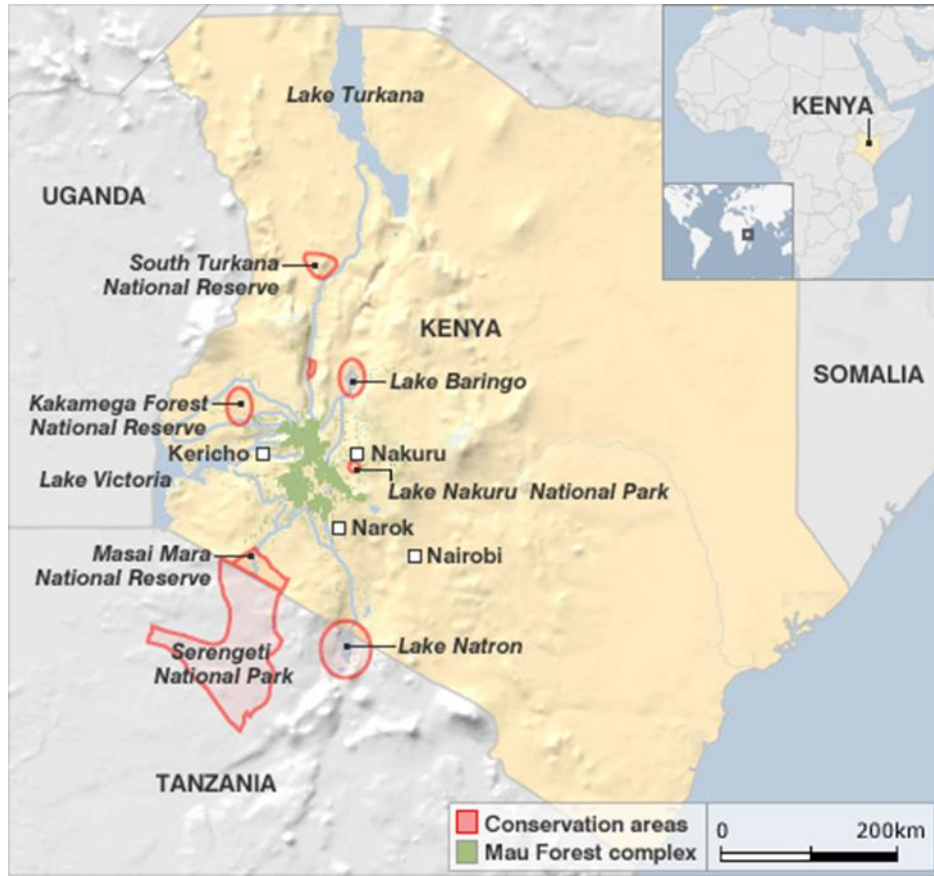 Lake Turkana
KENYA
UGANDA
South Turkana
National Reserve
KENYA
Lake Baringo
SOMALIA
Kakamega Forest
National Reserve
Kericho
Nakuru
Lake Victoria
Lake Nakuru National Park
Narok
Masai Mara
National Reserve
Nairobi
Serengeti
National Park
Lake Natron
TANZANIA
Conservation areas
Mau Forest complex
0 200km